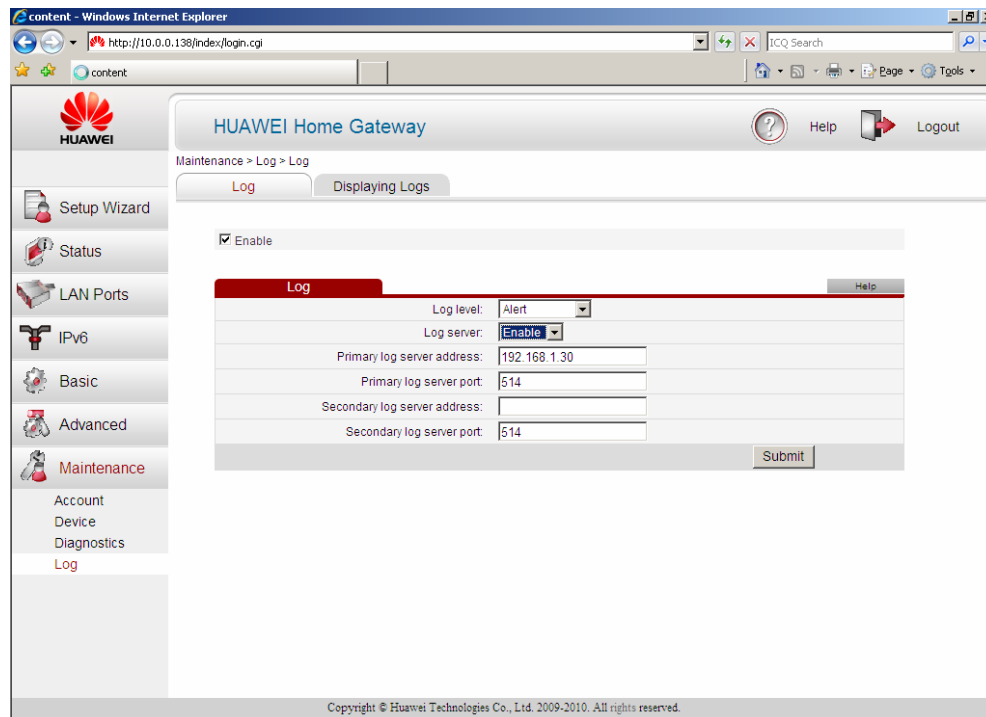 content - Windows Internet Explorer
http://10.0.0.138/index/login.cgi
ICQ Search
content
Page
Tools
HUAWEI
HUAWEI Home Gateway
Help
Logout
Maintenance > Log > Log
Log
Displaying Logs
Setup Wizard
Status
LAN Ports
IPv6
Basic
Advanced
Maintenance
Account
Device
Diagnostics
Log
Enable
Log
Help
Log level: Alert
Log server: Enable
Primary log server address: 192.168.1.30
Primary log server port: 514
Secondary log server address:
Secondary log server port: 514
Submit
Copyright © Huawei Technologies Co., Ltd. 2009-2010. All rights reserved.